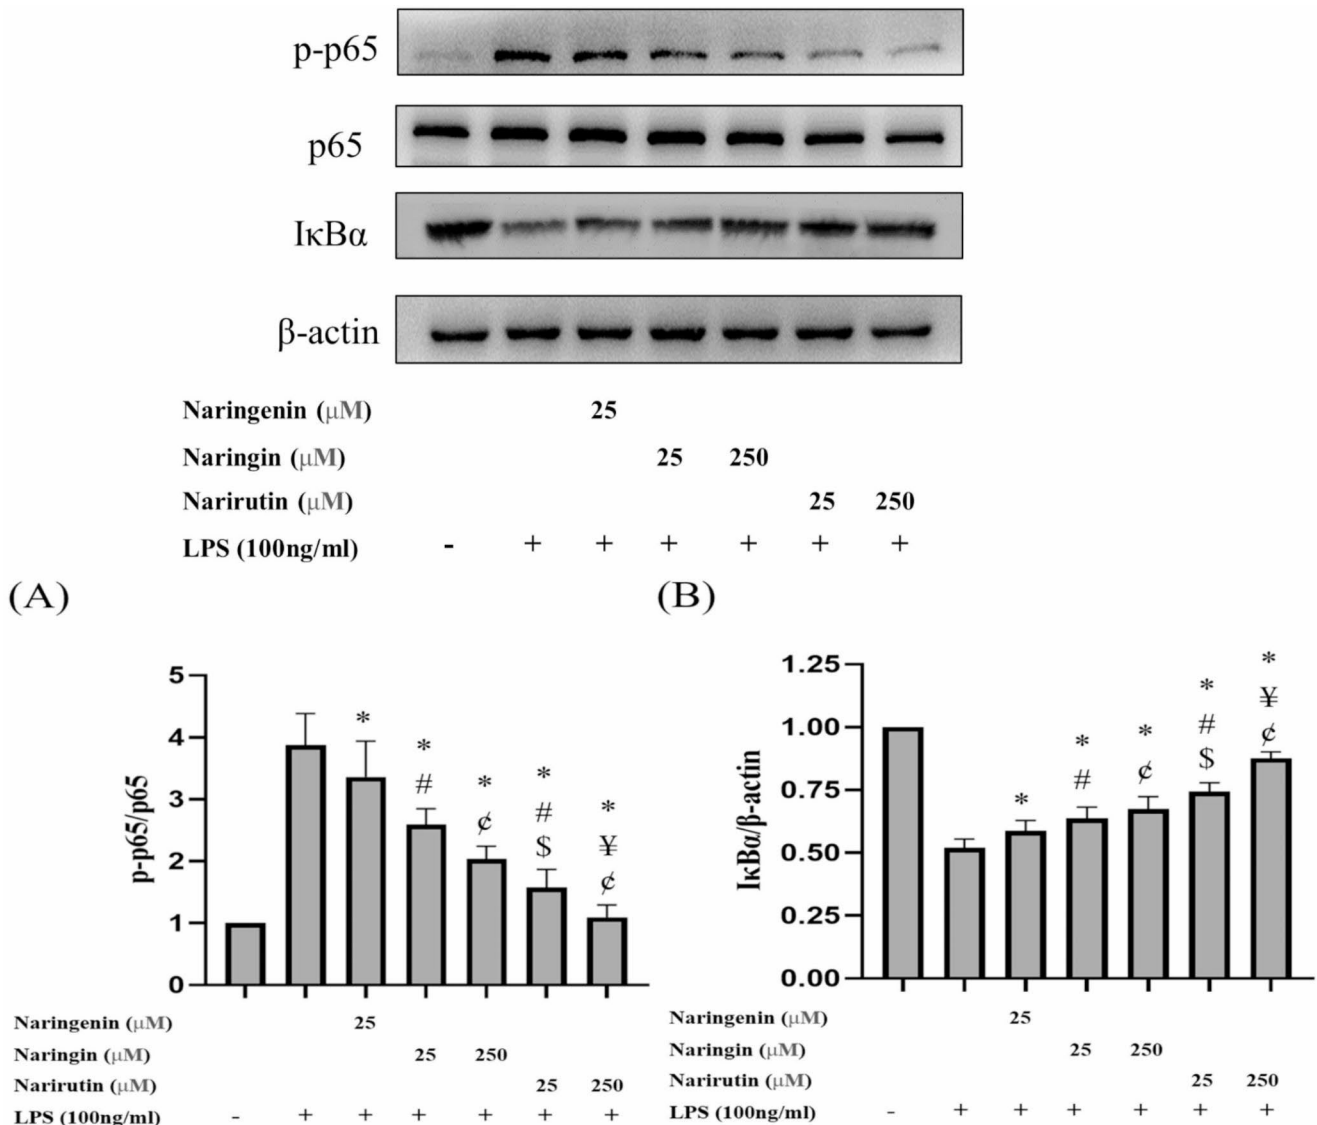 p-p65
p65
IκBα
β-actin
Naringenin (μM) 25
Naringin (μM) 25 250
Narirutin (μM) 25 250
LPS (100ng/ml) - + + + + + +
(A)
5
4
3
2
1
0
p-p65/p65
*
* #
* ¢
* # $
* ¥ ¢
Naringenin (μM) 25
Naringin (μM) 25 250
Narirutin (μM) 25 250
LPS (100ng/ml) - + + + + + +
(B)
1.25
1.00
0.75
0.50
0.25
0.00
IκBα/β-actin
*
* #
* ¢
* # $
* ¥ ¢
Naringenin (μM) 25
Naringin (μM) 25 250
Narirutin (μM) 25 250
LPS (100ng/ml) - + + + + + +